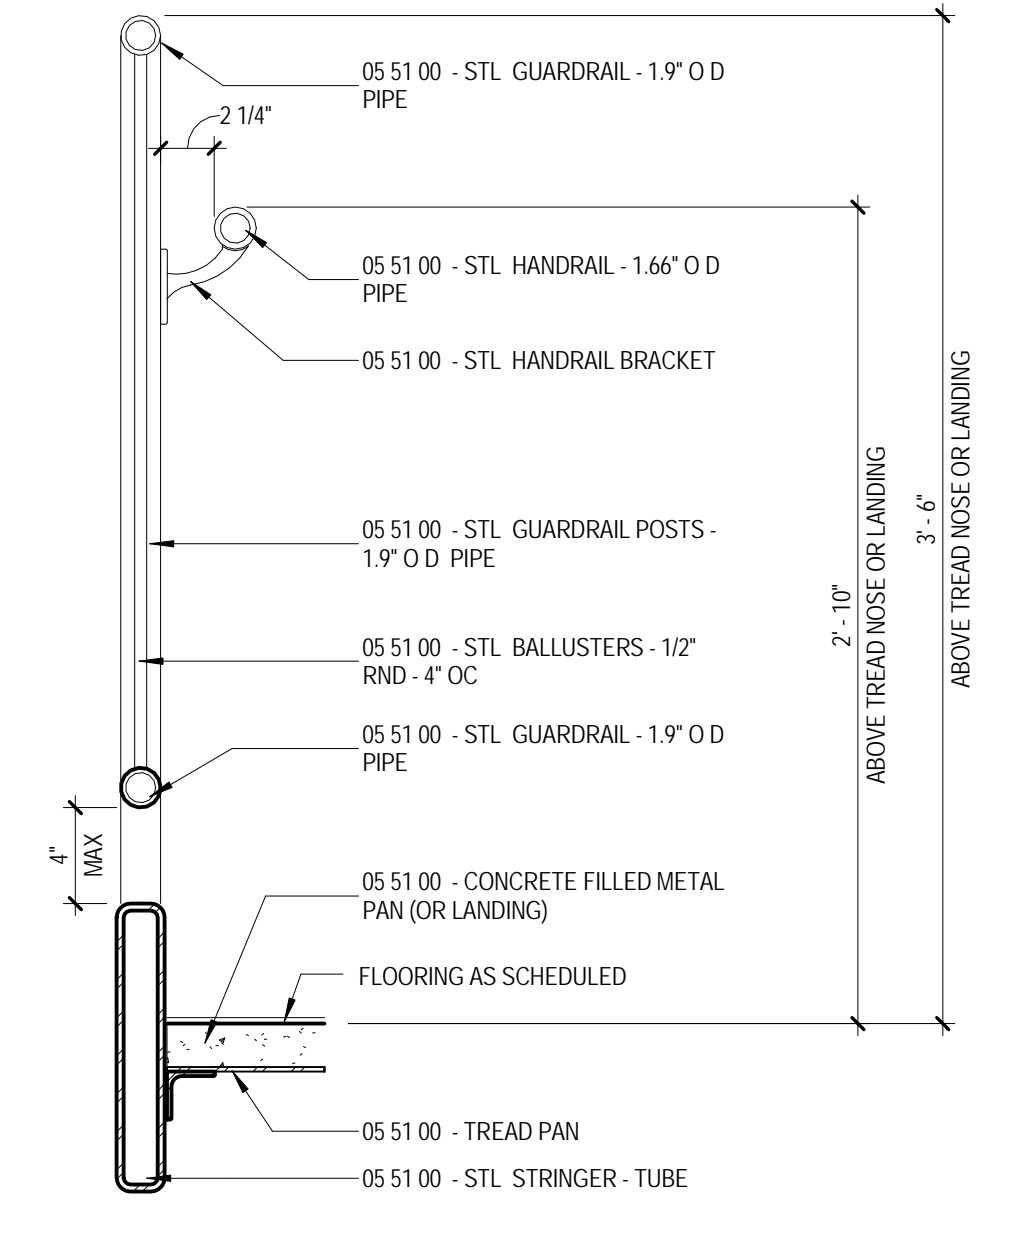 05 51 00 - STL GUARDRAIL - 1.9" O D
PIPE
2 1/4"
05 51 00 - STL HANDRAIL - 1.66" O D
PIPE
05 51 00 - STL HANDRAIL BRACKET
05 51 00 - STL GUARDRAIL POSTS -
1.9" O D PIPE
05 51 00 - STL BALLUSTERS - 1/2"
RND - 4" OC
05 51 00 - STL GUARDRAIL - 1.9" O D
PIPE
4"
MAX
05 51 00 - CONCRETE FILLED METAL
PAN (OR LANDING)
FLOORING AS SCHEDULED
05 51 00 - TREAD PAN
05 51 00 - STL STRINGER - TUBE
2' - 10"
ABOVE TREAD NOSE OR LANDING
3' - 6"
ABOVE TREAD NOSE OR LANDING